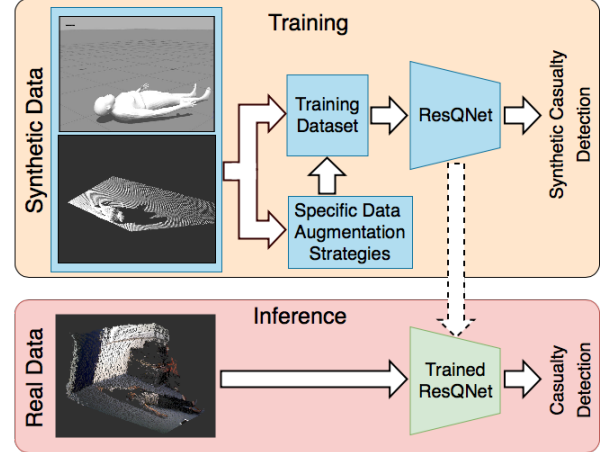 Training
Synthetic Data
Training
Dataset
ResQNet
Synthetic Casualty
Detection
Specific Data
Augmentation
Strategies
Inference
Real Data
Trained
ResQNet
Casualty
Detection